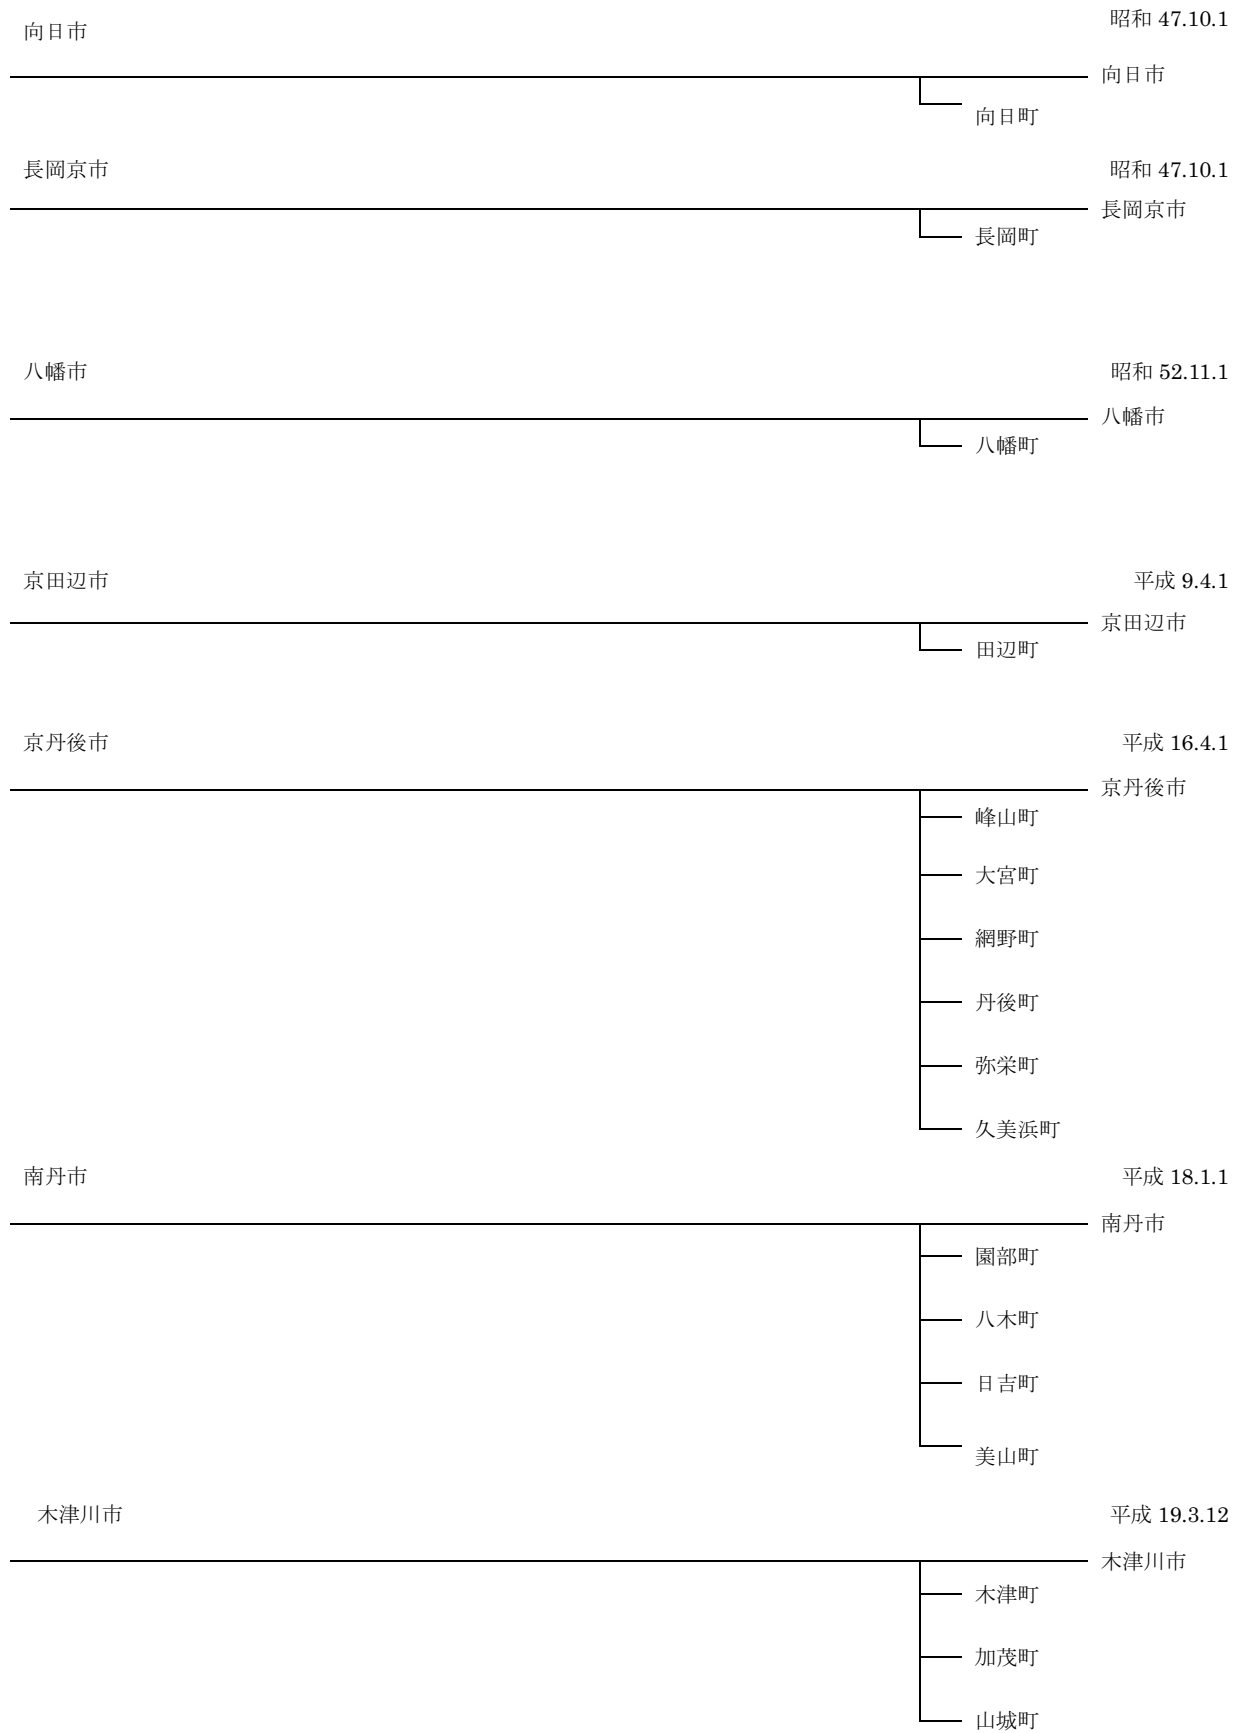 向日市
昭和 47.10.1
向日市
向日町
長岡京市
昭和 47.10.1
長岡京市
長岡町
八幡市
昭和 52.11.1
八幡市
八幡町
京田辺市
平成 9.4.1
京田辺市
田辺町
京丹後市
平成 16.4.1
京丹後市
峰山町
大宮町
網野町
丹後町
弥栄町
久美浜町
南丹市
平成 18.1.1
南丹市
園部町
八木町
日吉町
美山町
木津川市
平成 19.3.12
木津川市
木津町
加茂町
山城町